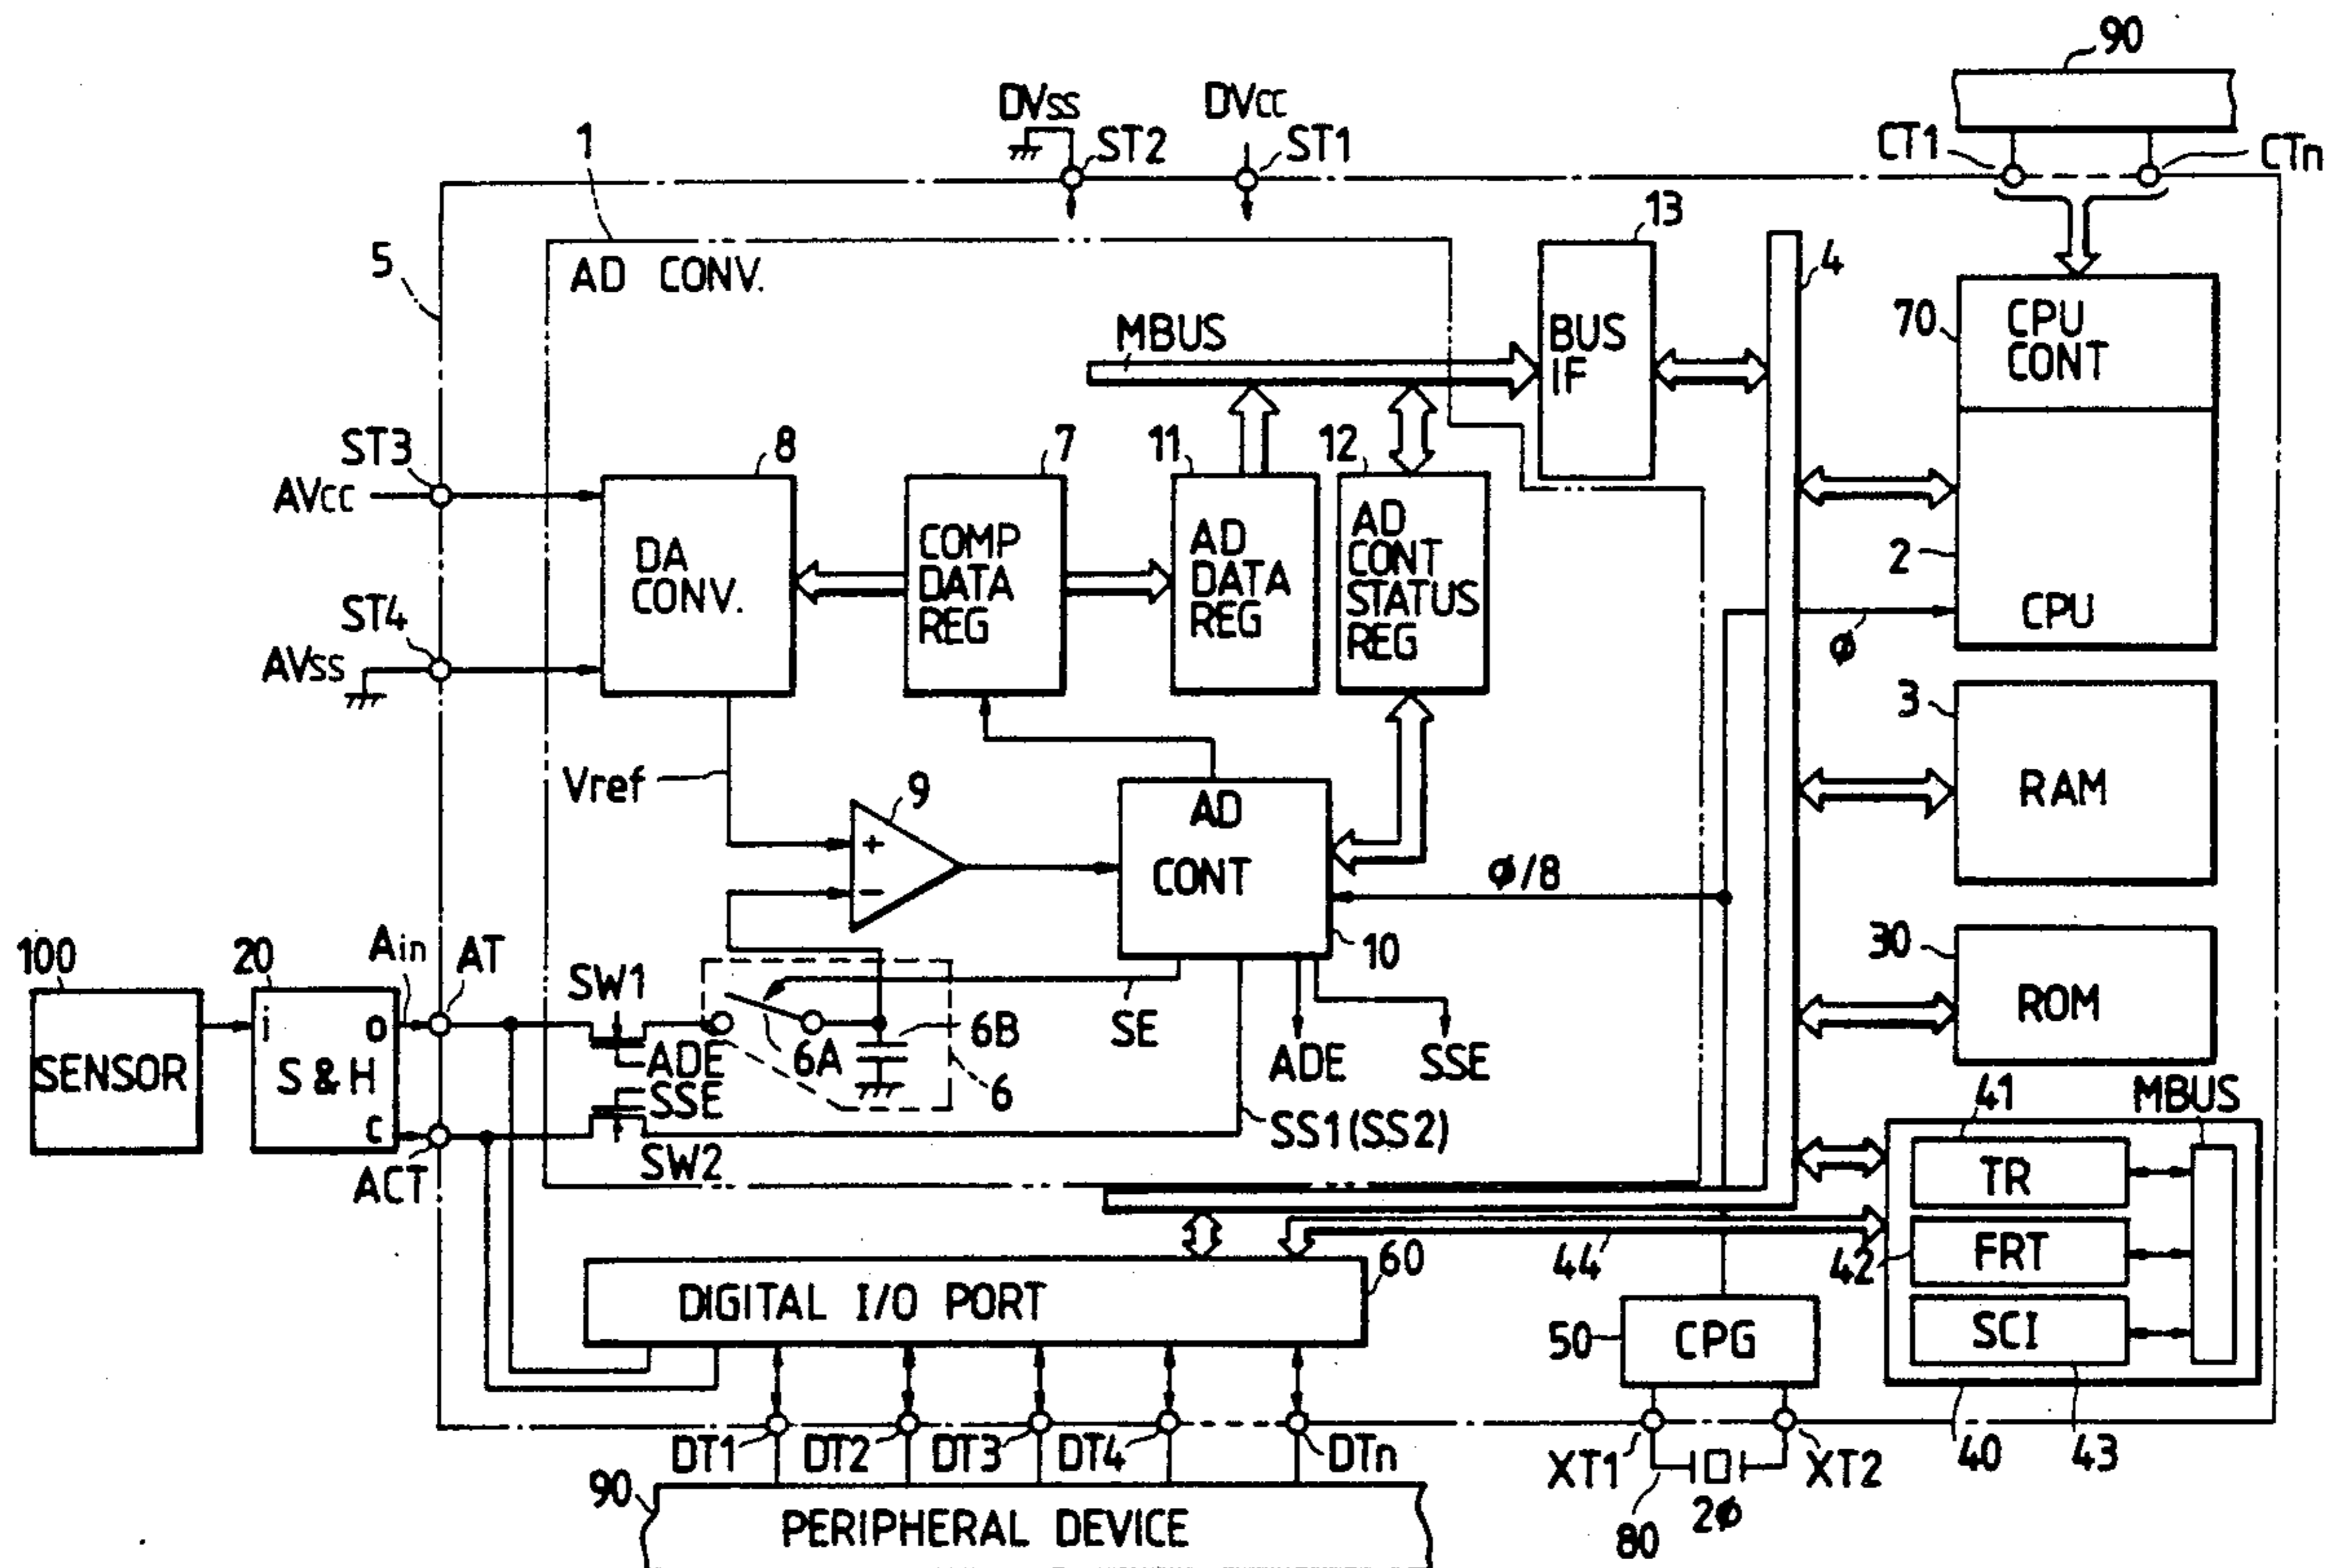 90
DVss
DVcc
1
ST2
ST1
CT1
CTn
13
5
AD CONV.
4
MBUS
BUS
IF
70
CPU
CONT
ST3
8
7
11
12
AVcc
DA
CONV.
COMP
DATA
REG
AD
DATA
REG
AD
CONT
STATUS
REG
2
CPU
ST4
AVss
φ
3
RAM
Vref
9
AD
CONT
φ/8
10
30
ROM
100
20
Ain
AT
SW1
SENSOR
i
o
S & H
c
ADE
SSE
6A
6B
6
SE
ADE
SSE
SS1(SS2)
ACT
SW2
41
MBUS
TR
42
FRT
SCI
44
60
DIGITAL I/O PORT
50
CPG
DT1
DT2
DT3
DT4
DTn
XT1
XT2
40
43
90
PERIPHERAL DEVICE
80
2φ